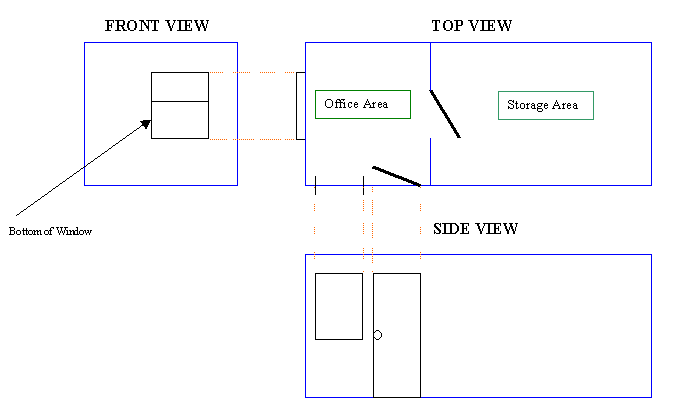 FRONT VIEW
TOP VIEW
Office Area
Storage Area
Bottom of Window
SIDE VIEW